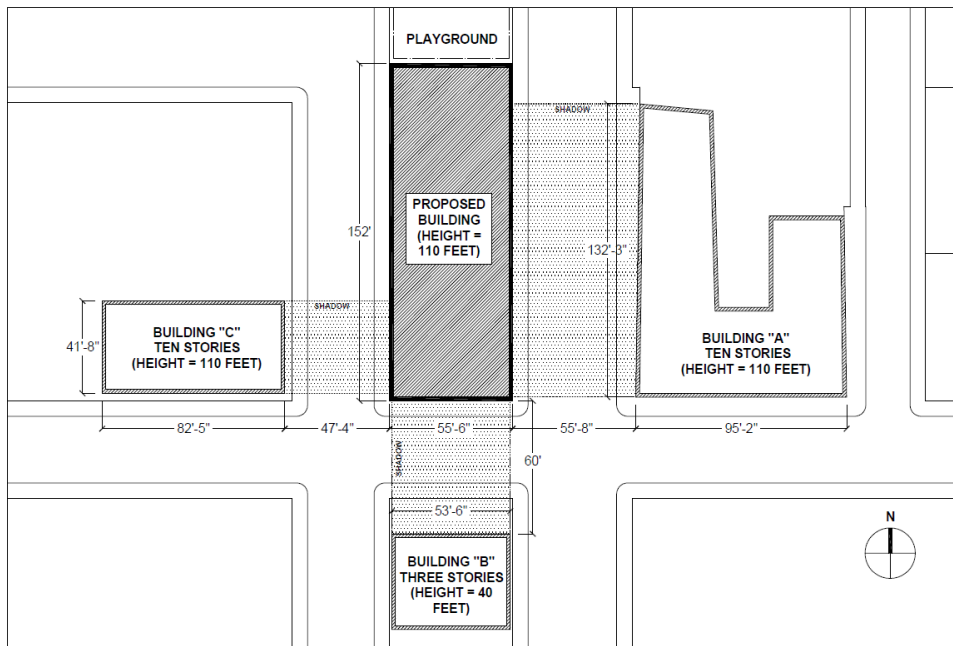 PLAYGROUND
SHADOW
152'
PROPOSED
BUILDING
(HEIGHT =
110 FEET)
132'-3"
SHADOW
41'-8"
BUILDING "C"
TEN STORIES
(HEIGHT = 110 FEET)
BUILDING "A"
TEN STORIES
(HEIGHT = 110 FEET)
82'-5"
47'-4"
55'-6"
55'-8"
95'-2"
SHADOW
60'
53'-6"
N
BUILDING "B"
THREE STORIES
(HEIGHT = 40
FEET)